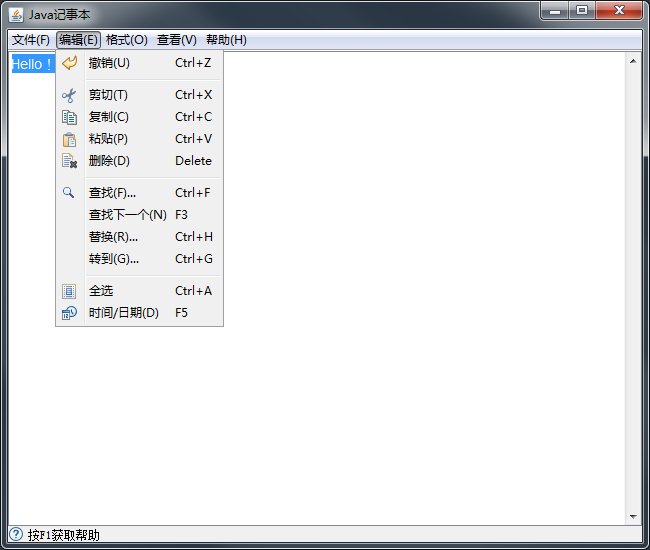 Java记事本
文件(F) 编辑(E) 格式(O) 查看(V) 帮助(H)
Hello！
撤销(U) Ctrl+Z
剪切(T) Ctrl+X
复制(C) Ctrl+C
粘贴(P) Ctrl+V
删除(D) Delete
查找(F)... Ctrl+F
查找下一个(N) F3
替换(R)... Ctrl+H
转到(G)... Ctrl+G
全选 Ctrl+A
时间/日期(D) F5
按F1获取帮助